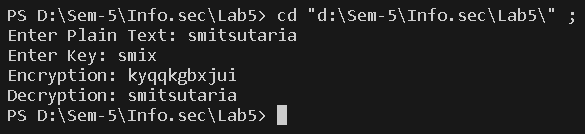 PS D:\Sem-5\Info.sec\Lab5> cd "d:\Sem-5\Info.sec\Lab5\" ;
Enter Plain Text: smitsutaria
Enter Key: smix
Encryption: kyqqkgbxjui
Decryption: smitsutaria
PS D:\Sem-5\Info.sec\Lab5>